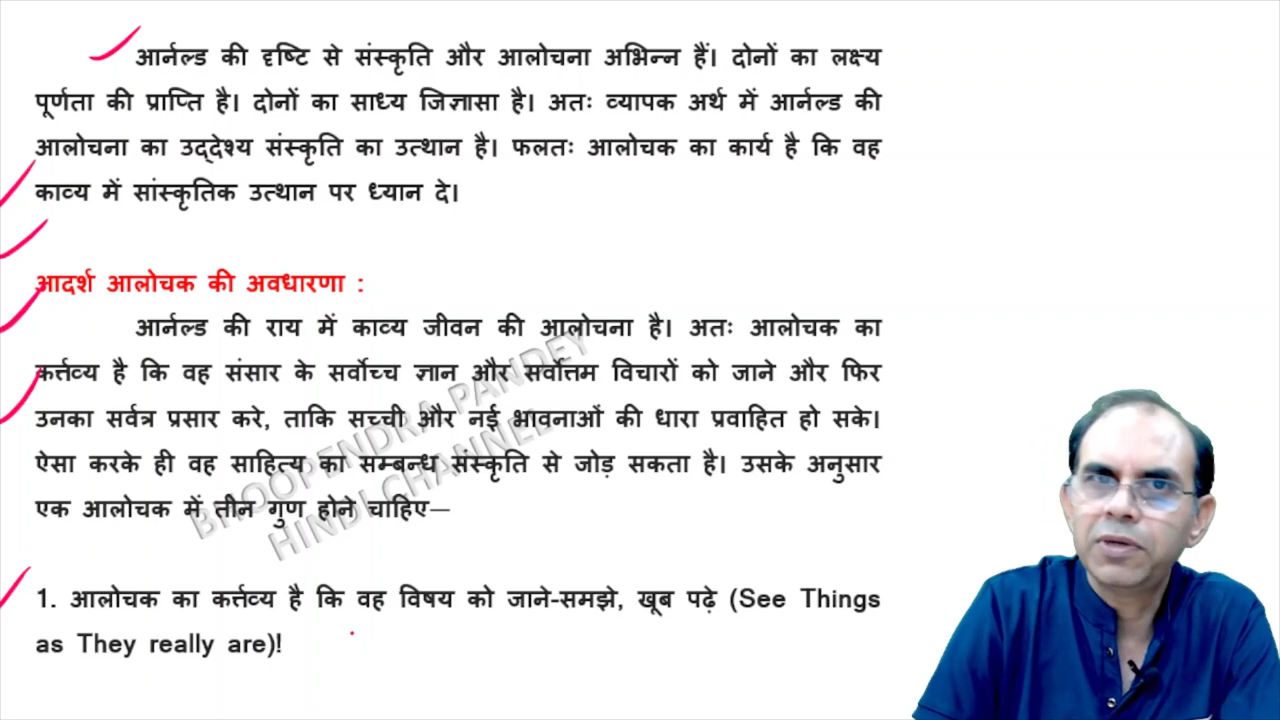 आर्नल्ड की दृष्टि से संस्कृति और आलोचना अभिन्न हैं। दोनों का लक्ष्य
पूर्णता की प्राप्ति है। दोनों का साध्य जिज्ञासा है। अतः व्यापक अर्थ में आर्नल्ड की
आलोचना का उद्देश्य संस्कृति का उत्थान है। फलतः आलोचक का कार्य है कि वह
काव्य में सांस्कृतिक उत्थान पर ध्यान दे।
आदर्श आलोचक की अवधारणा :
आर्नल्ड की राय में काव्य जीवन की आलोचना है। अतः आलोचक का
कर्त्तव्य है कि वह संसार के सर्वोच्च ज्ञान और सर्वोत्तम विचारों को जाने और फिर
उनका सर्वत्र प्रसार करे, ताकि सच्ची और नई भावनाओं की धारा प्रवाहित हो सके।
ऐसा करके ही वह साहित्य का सम्बन्ध संस्कृति से जोड़ सकता है। उसके अनुसार
एक आलोचक में तीन गुण होने चाहिए—
BHOOPENDRA PANDEY
HINDI CHANNEL
1. आलोचक का कर्त्तव्य है कि वह विषय को जाने-समझे, खूब पढ़े (See Things
as They really are)!